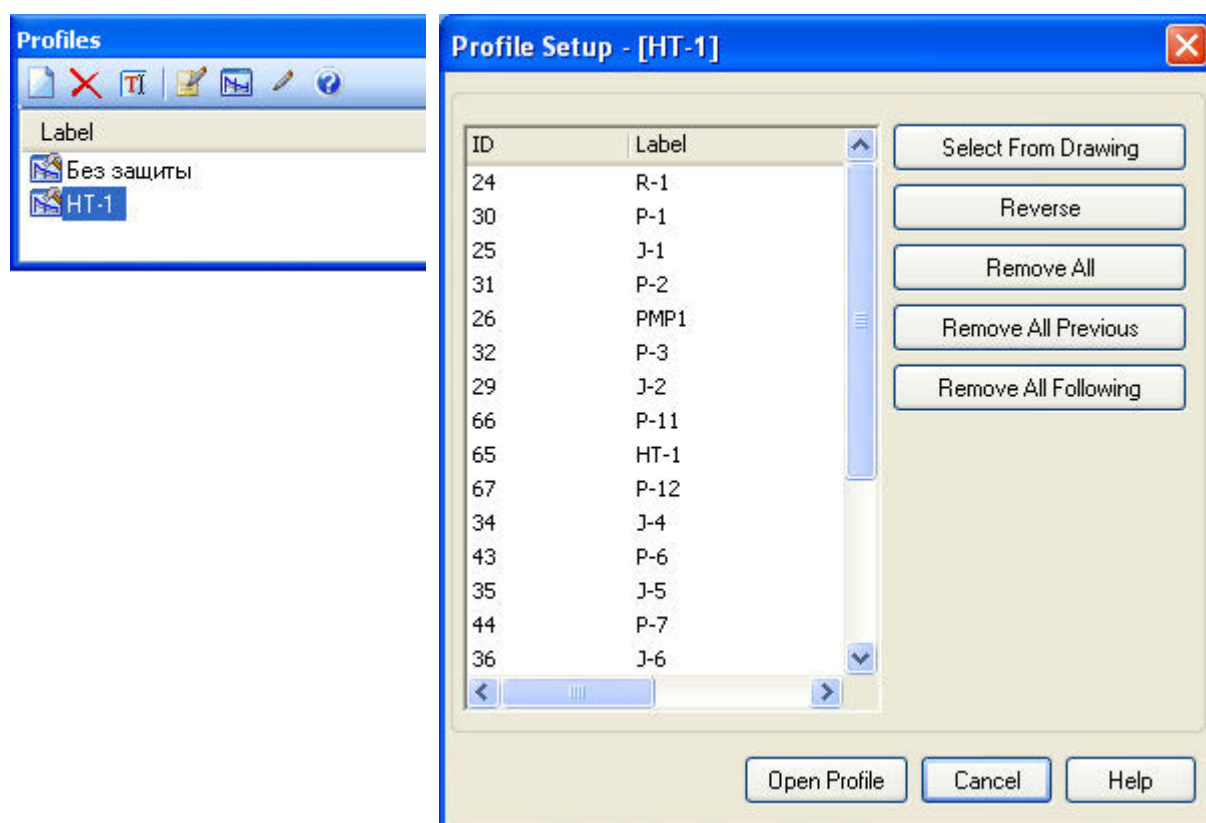 Profiles
Label
Без защиты
HT-1
Profile Setup - [HT-1]
ID Label
24 R-1
30 P-1
25 J-1
31 P-2
26 PMP1
32 P-3
29 J-2
66 P-11
65 HT-1
67 P-12
34 J-4
43 P-6
35 J-5
44 P-7
36 J-6
Select From Drawing
Reverse
Remove All
Remove All Previous
Remove All Following
Open Profile Cancel Help